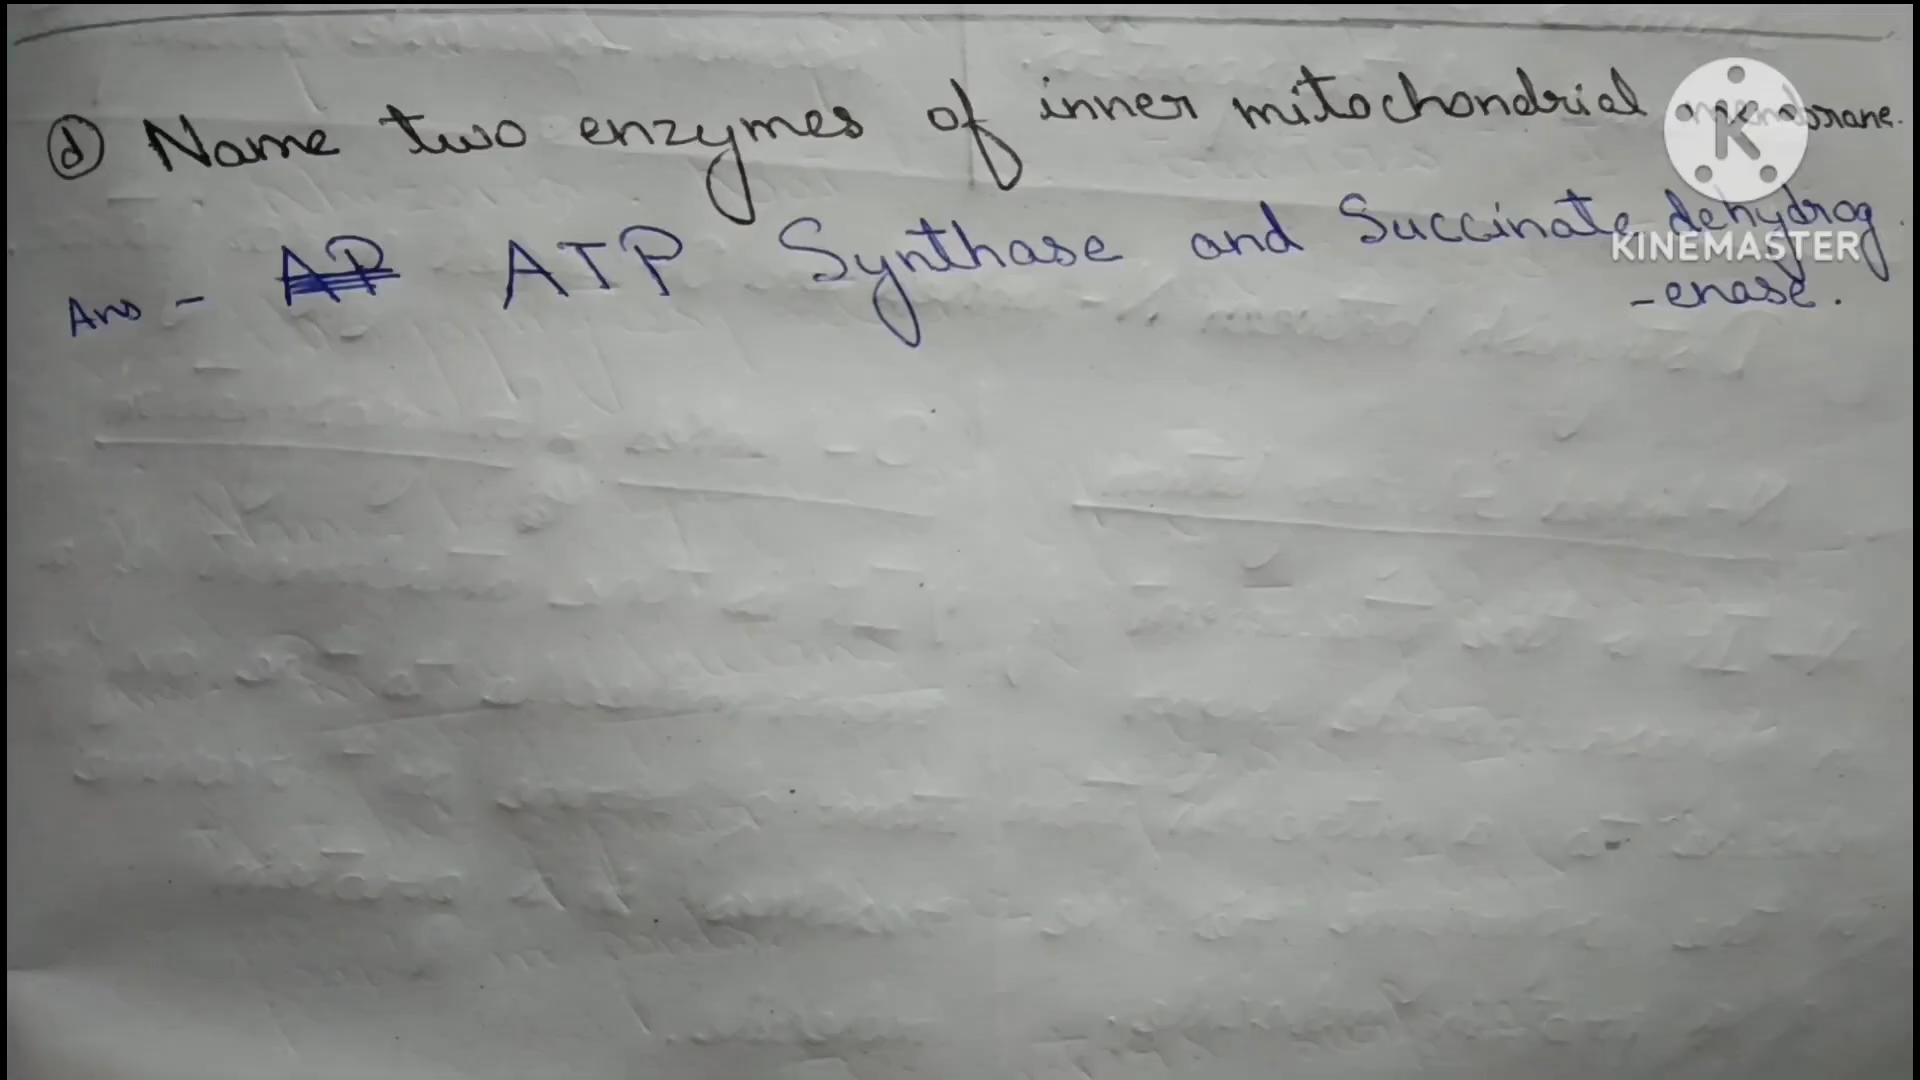 d) Name two enzymes of inner mitochondrial membrane.
Ans - AP ATP Synthase and Succinate dehydrog
-enase.
K
KINEMASTER